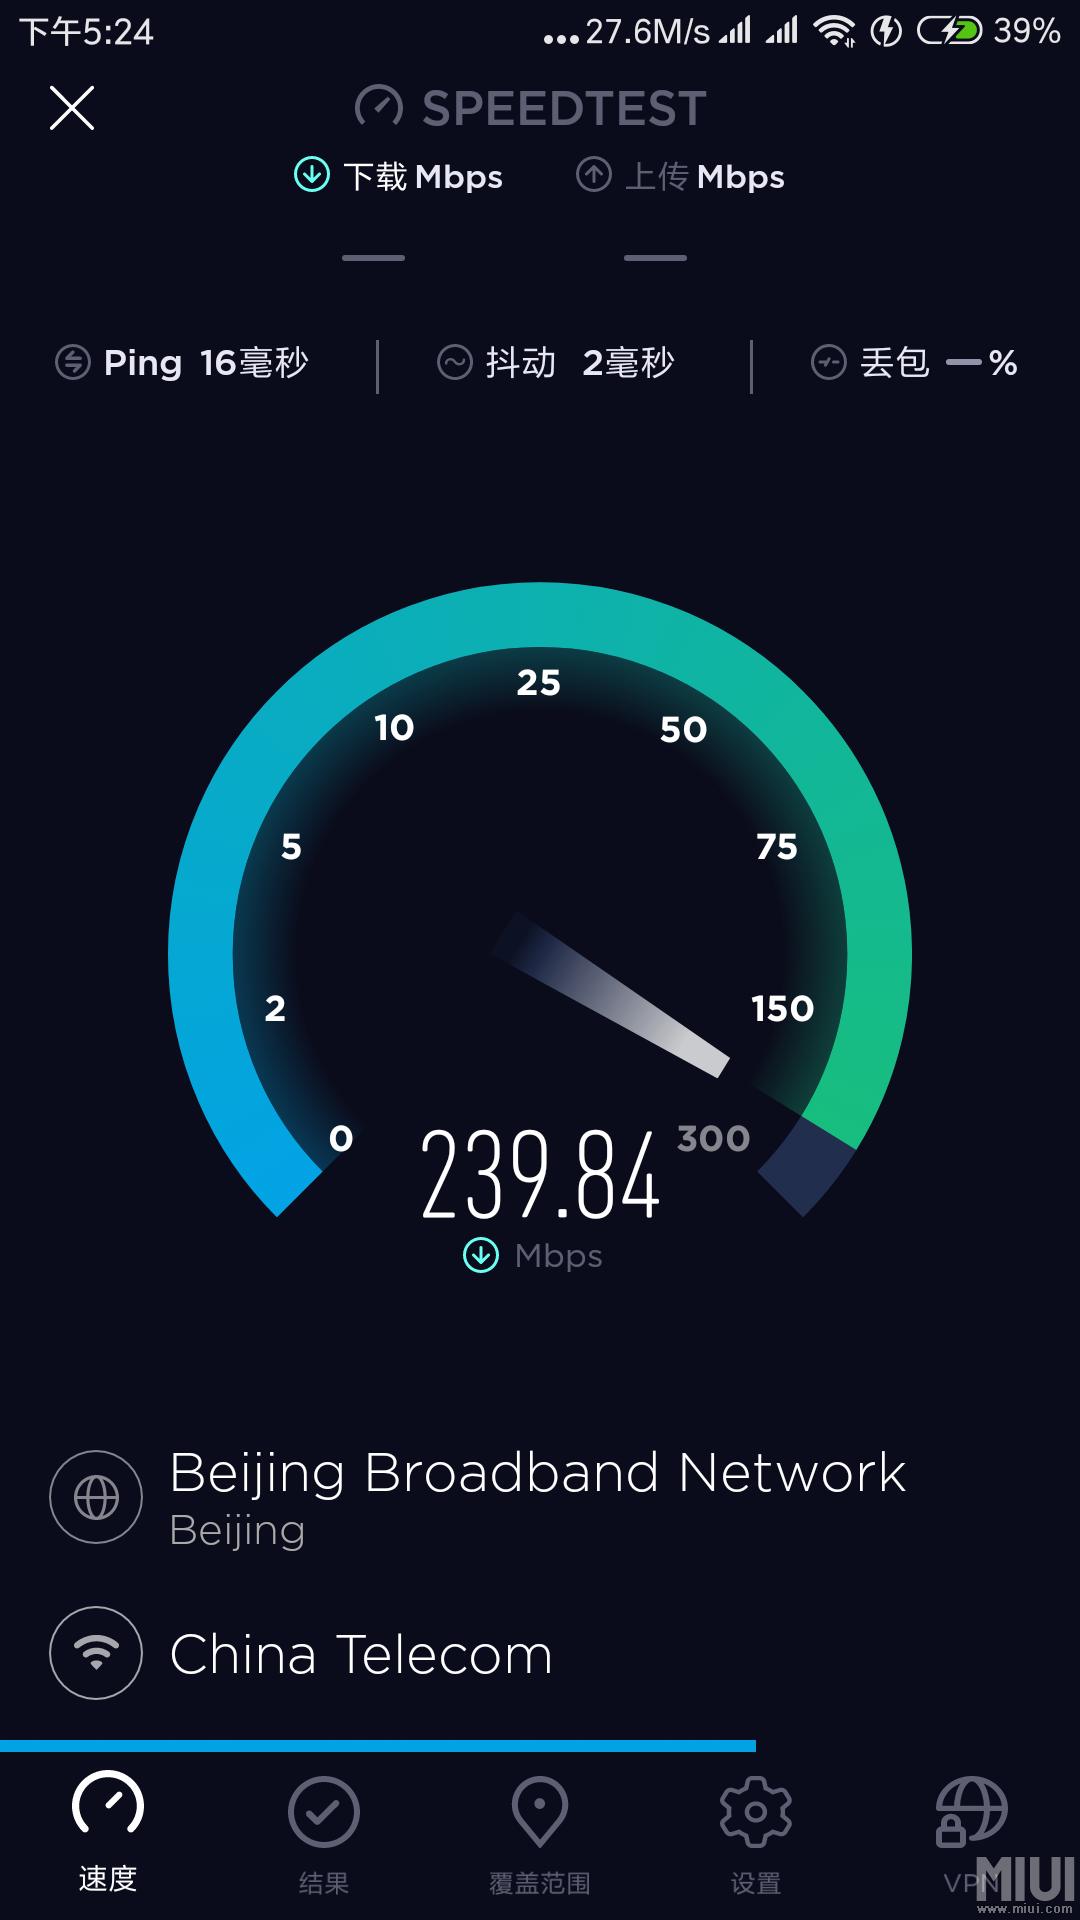 下午5:24 ...27.6M/s 39%
SPEEDTEST
下载 Mbps 上传 Mbps
— —
Ping 16毫秒 抖动 2毫秒 丢包 —%
25
10 50
5 75
2 150
0 300
239.84
Mbps
Beijing Broadband Network
Beijing
China Telecom
速度 结果 覆盖范围 设置 VPN
MIUI
www.miui.com